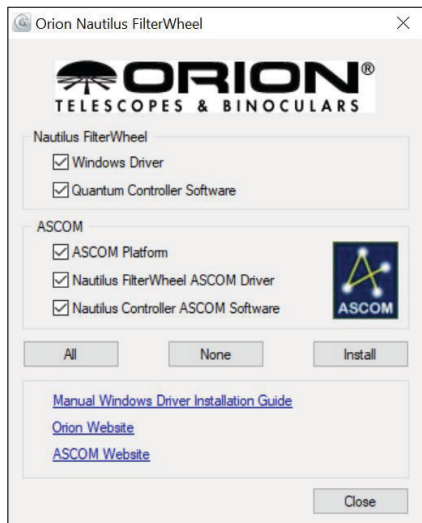 Orion Nautilus FilterWheel
ORION®
TELESCOPES & BINOCULARS
Nautilus FilterWheel
Windows Driver
Quantum Controller Software
ASCOM
ASCOM Platform
Nautilus FilterWheel ASCOM Driver
Nautilus Controller ASCOM Software
ASCOM
All None Install
Manual Windows Driver Installation Guide
Orion Website
ASCOM Website
Close